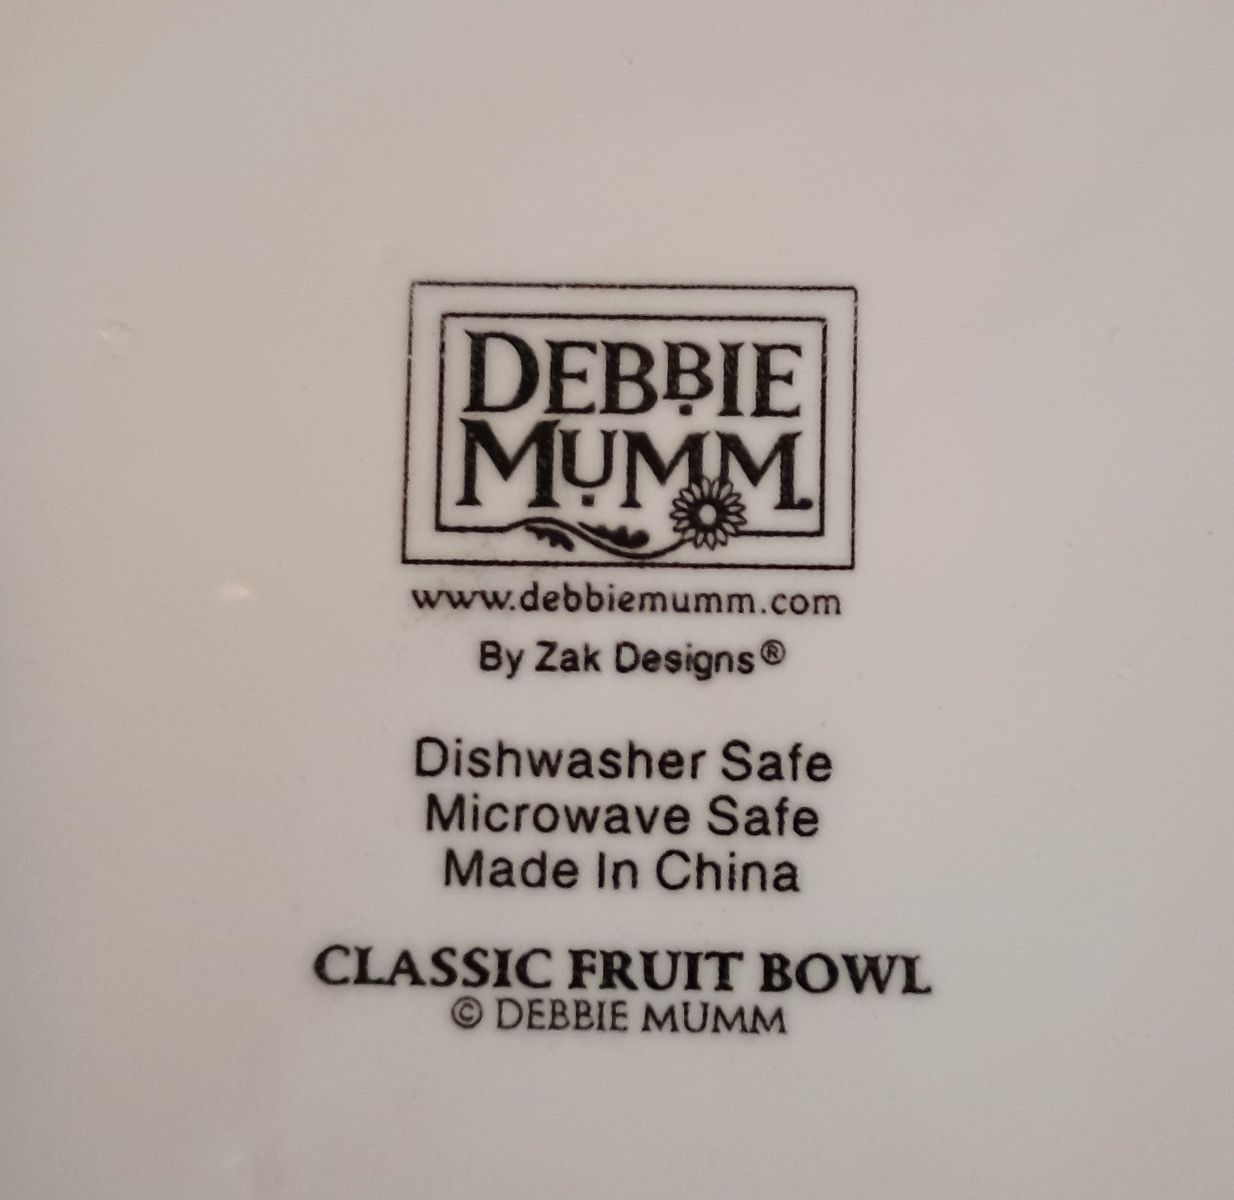 DEBBIE
MUMM.
www.debbiemumm.com
By Zak Designs®
Dishwasher Safe
Microwave Safe
Made In China
CLASSIC FRUIT BOWL
© DEBBIE MUMM